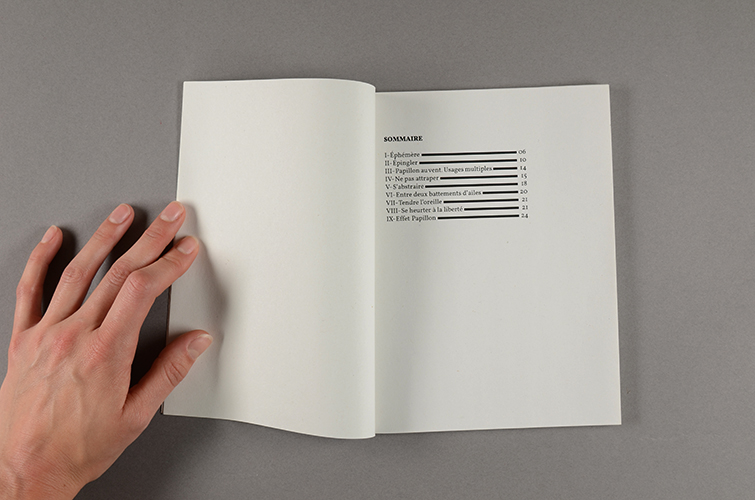 SOMMAIRE
I- Éphémère 06
II- Épingler 10
III- Papillon au vent. Usages multiples 14
IV- Ne pas attraper 15
V- S'abstraire 18
VI- Entre deux battements d'ailes 20
VII- Tendre l'oreille 21
VIII- Se heurter à la liberté 21
IX- Effet Papillon 24